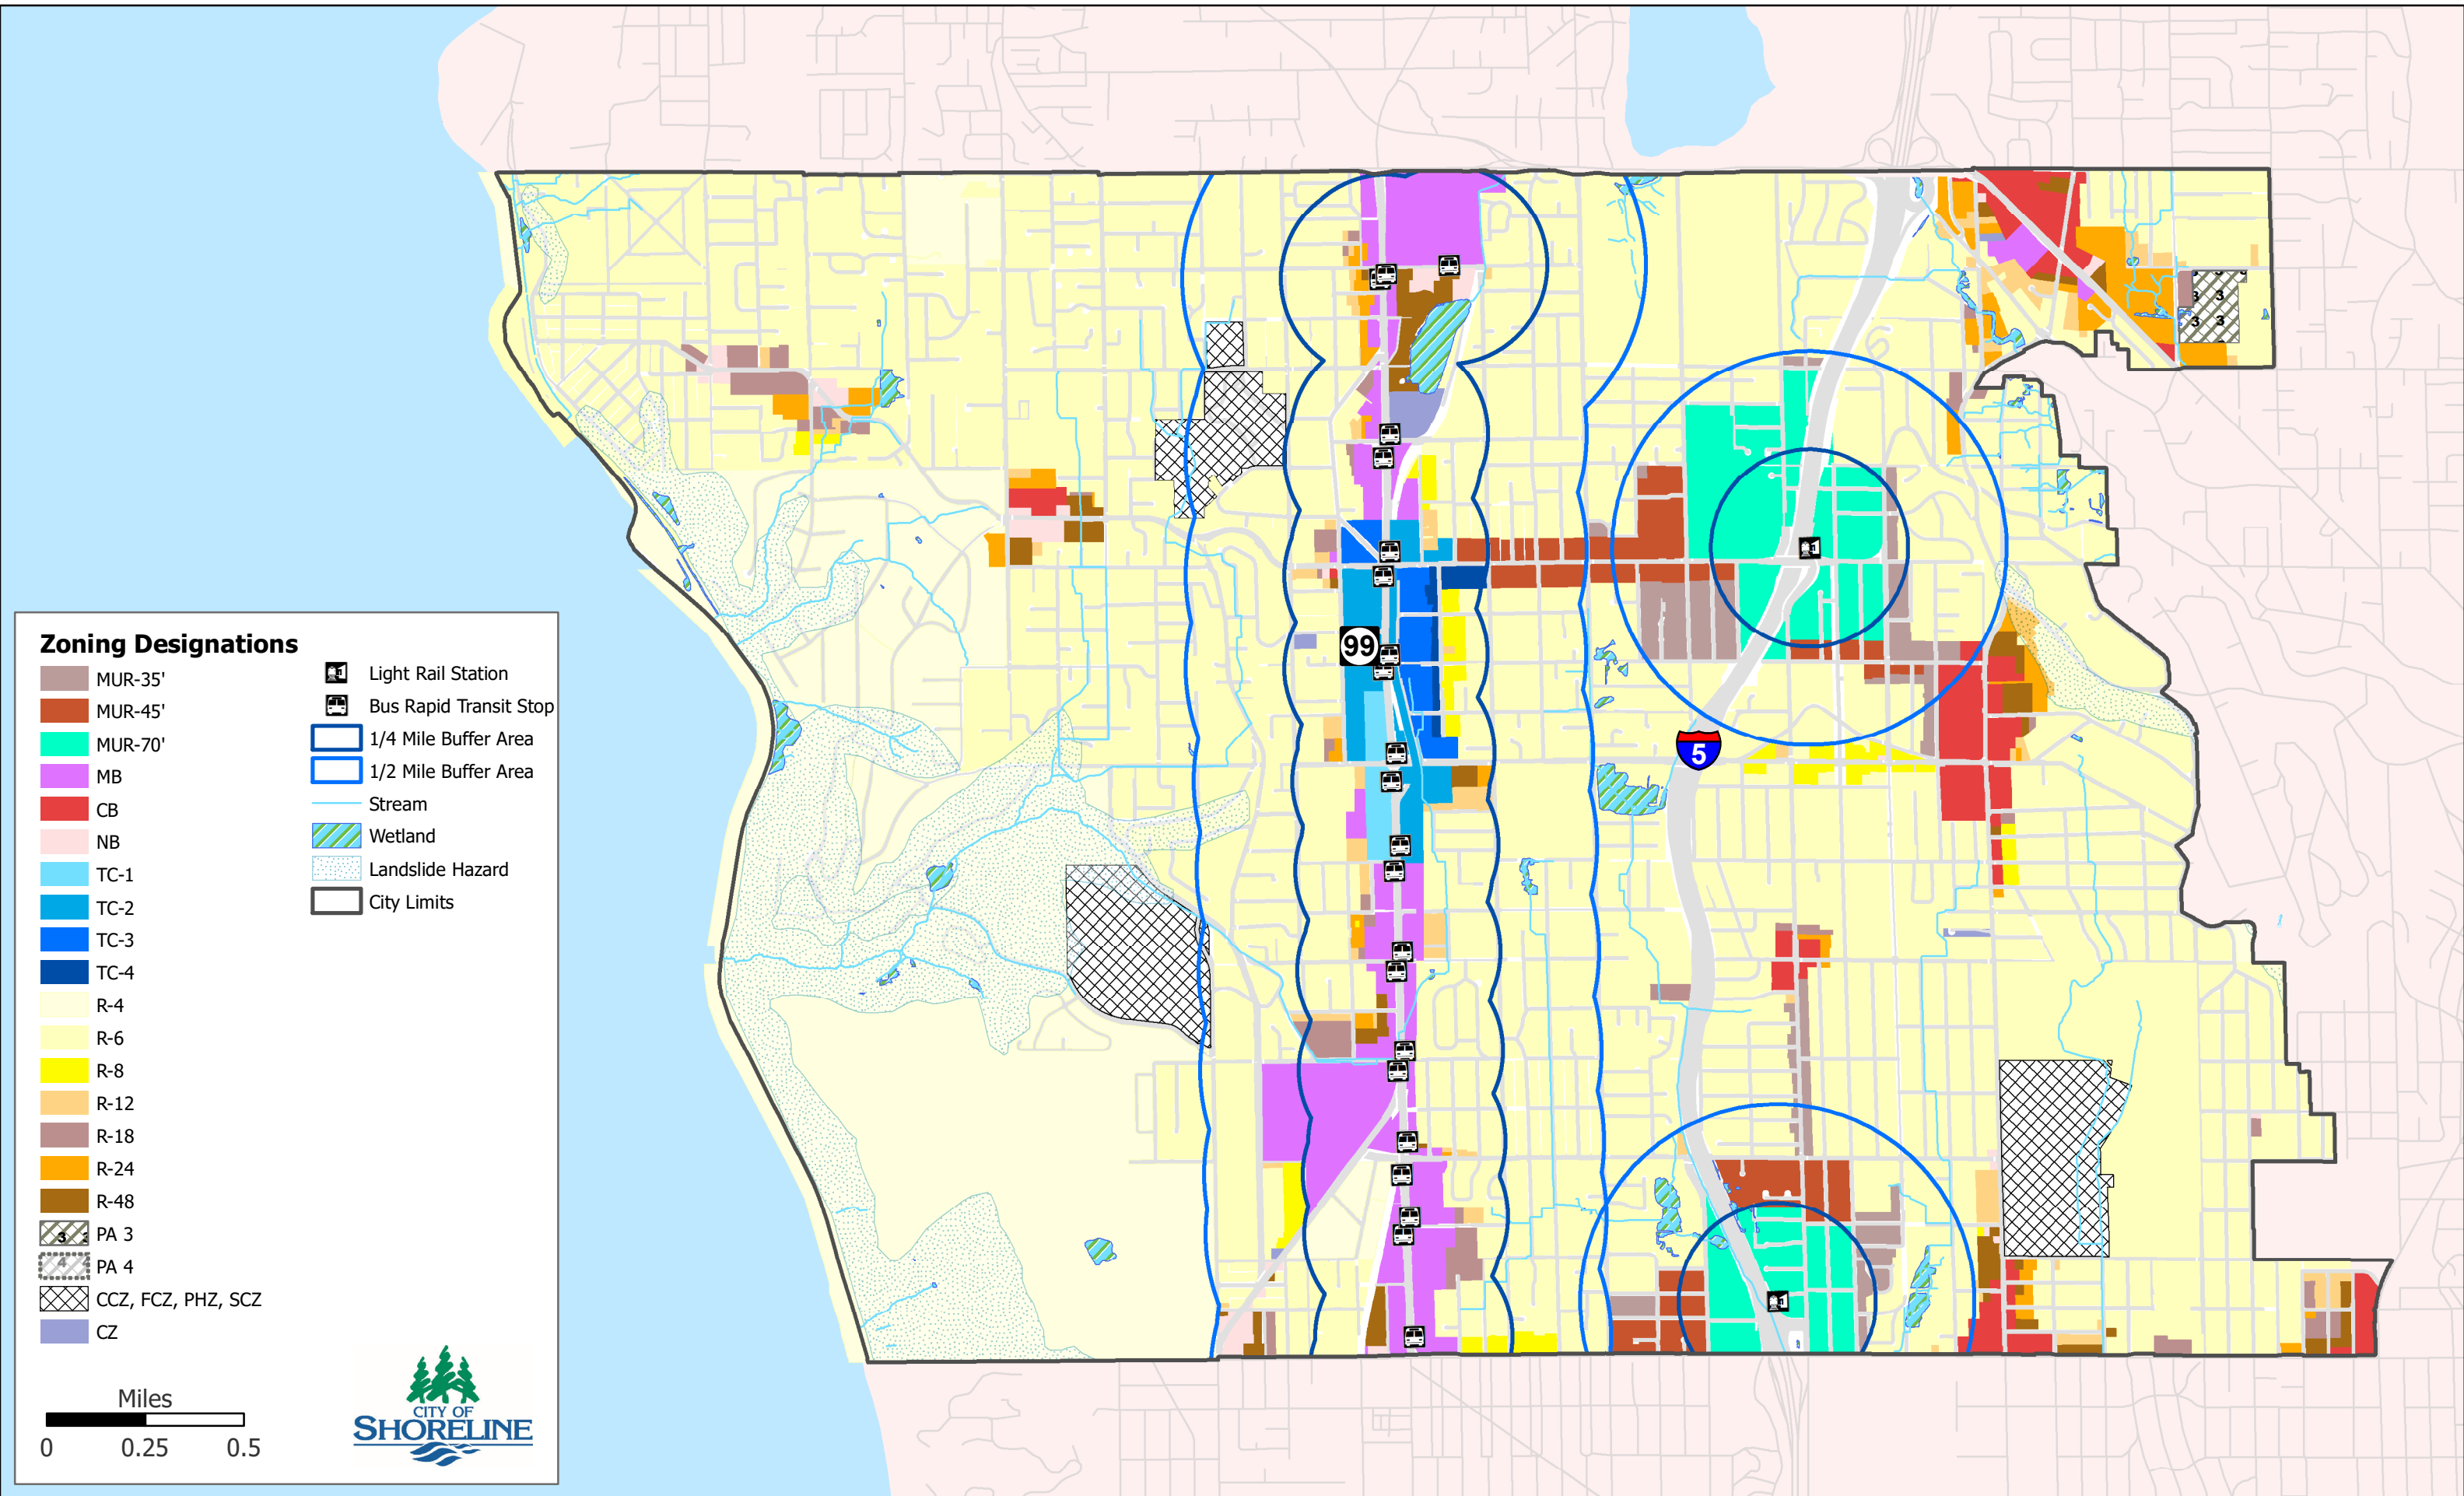 3 3
3 3
99
5
Zoning Designations
MUR-35'
MUR-45'
MUR-70'
MB
CB
NB
TC-1
TC-2
TC-3
TC-4
R-4
R-6
R-8
R-12
R-18
R-24
R-48
3 PA 3
4 PA 4
CCZ, FCZ, PHZ, SCZ
CZ
Light Rail Station
Bus Rapid Transit Stop
1/4 Mile Buffer Area
1/2 Mile Buffer Area
Stream
Wetland
Landslide Hazard
City Limits
Miles
0 0.25 0.5
CITY OF
SHORELINE